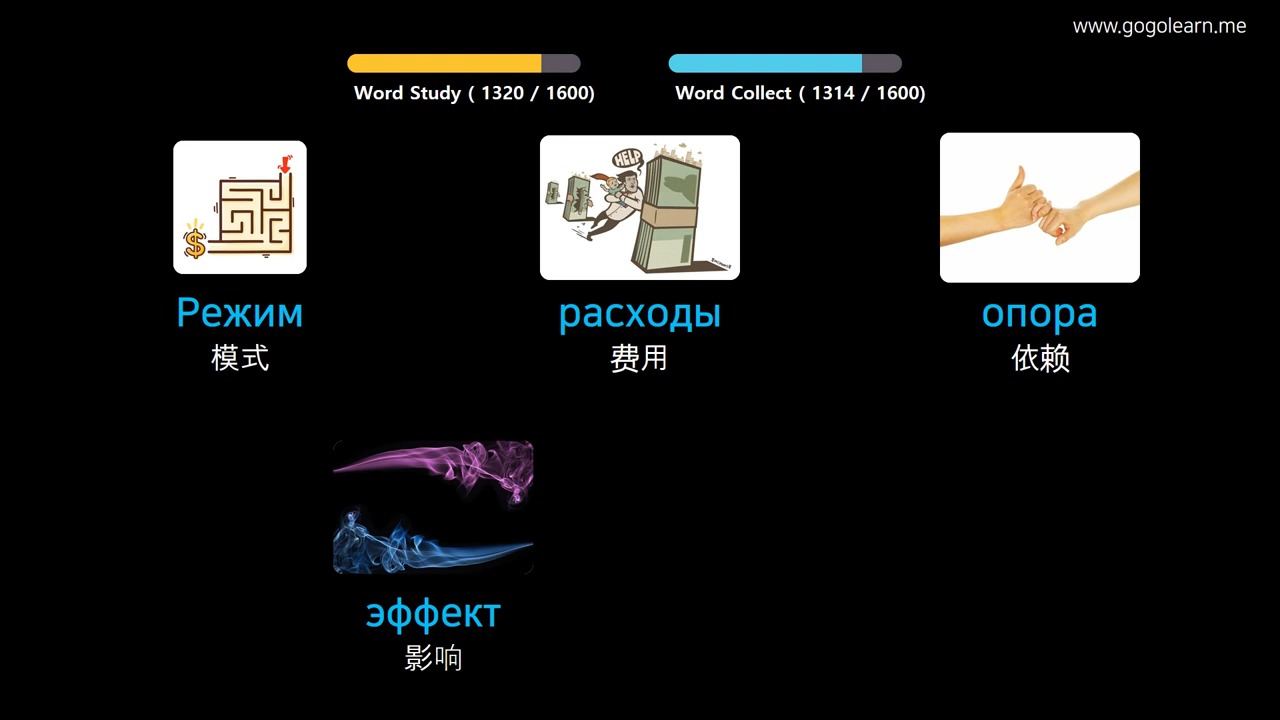 www.gogolearn.me
Word Study ( 1320 / 1600)
Word Collect ( 1314 / 1600)
HELP
$
Режим
模式
расходы
费用
опора
依赖
эффект
影响